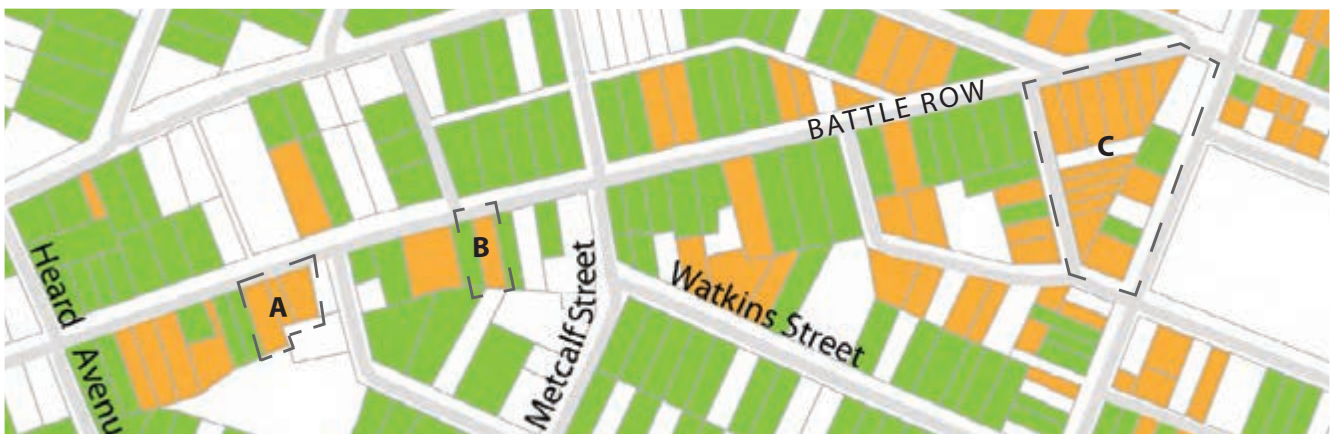 BATTLE ROW
C
Heard
Avenu
A
B
Metcalf Street
Watkins Street